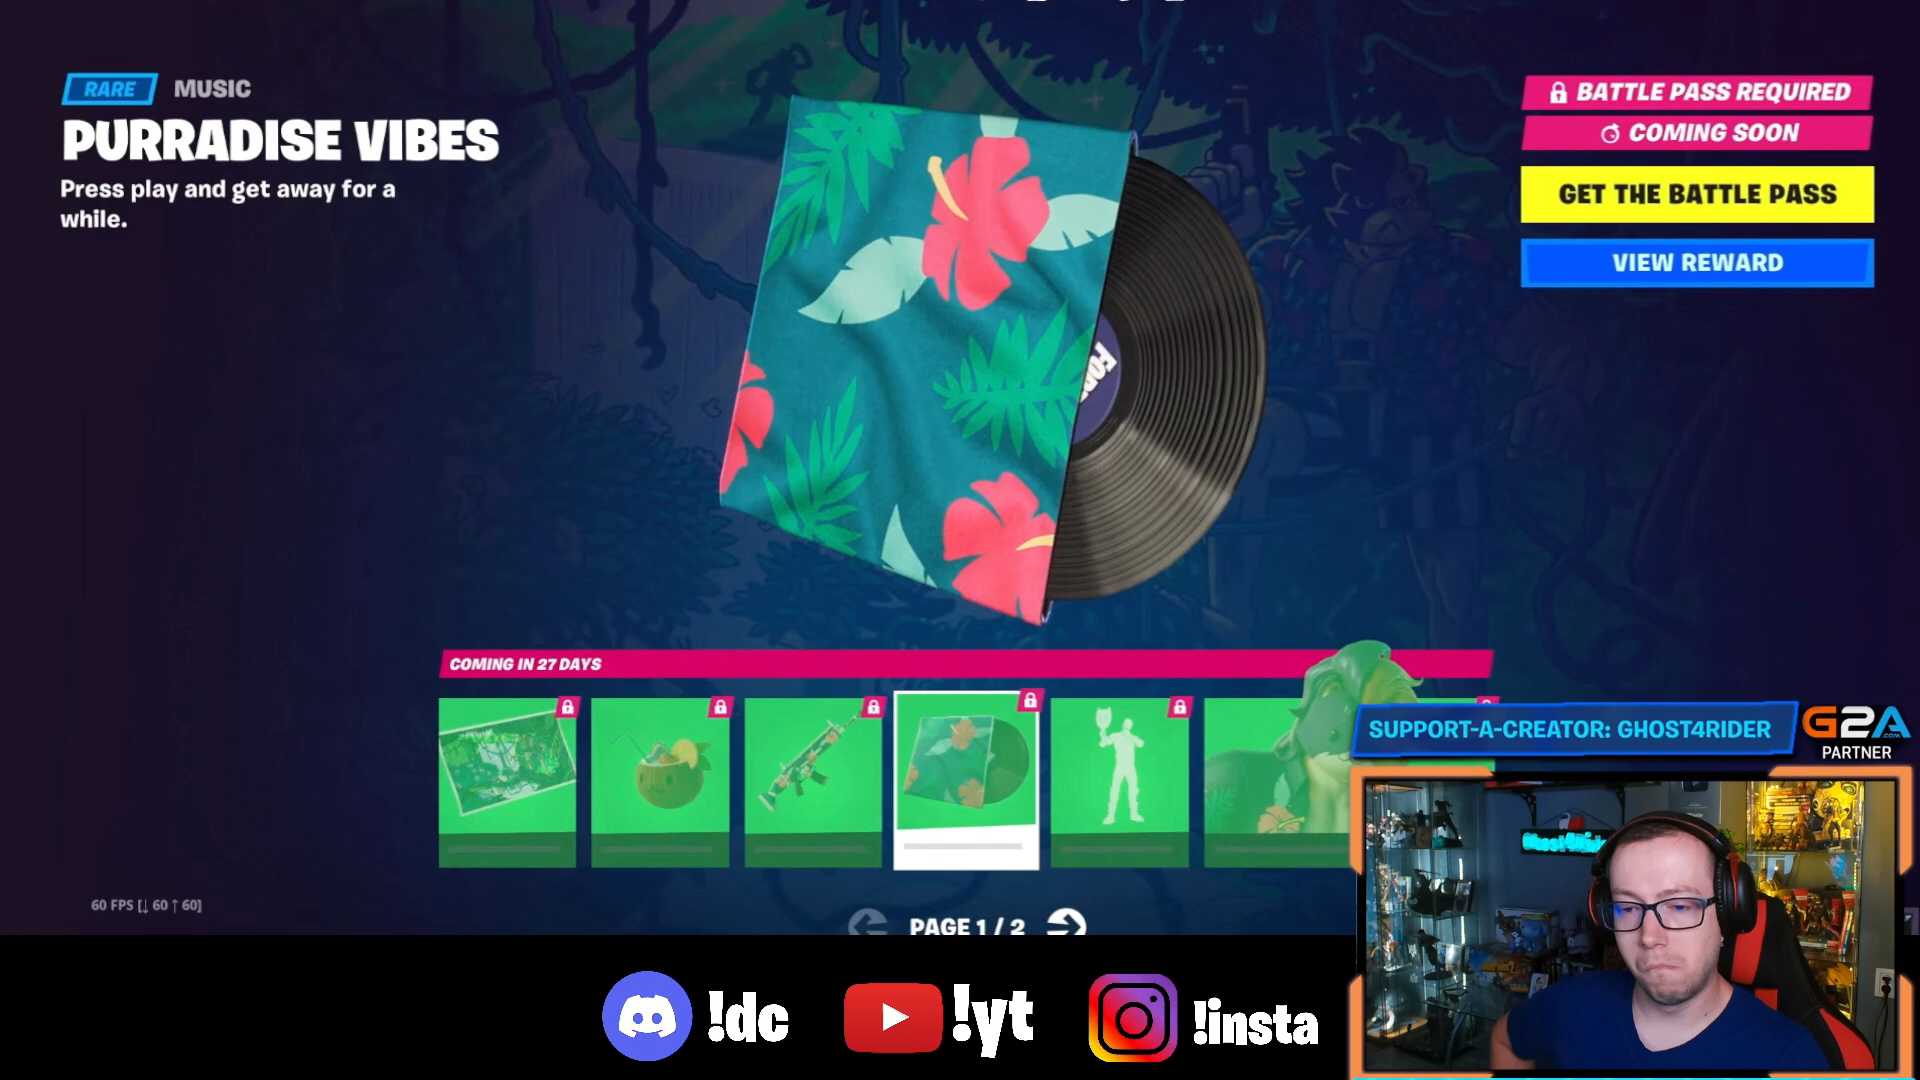 RARE MUSIC
PURRADISE VIBES
Press play and get away for a
while.
BATTLE PASS REQUIRED
COMING SOON
GET THE BATTLE PASS
VIEW REWARD
COMING IN 27 DAYS
SUPPORT-A-CREATOR: GHOST4RIDER
G2A
.COM
PARTNER
60 FPS [↓ 60 ↑ 60]
PAGE 1 / 2
!dc
!yt
!insta